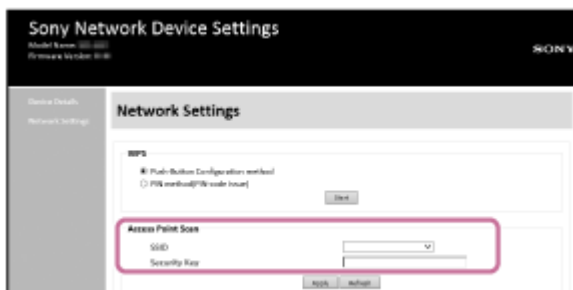 Sony Network Device Settings
Model Name:
Firmware Version:
SONY
Device Details
Network Settings
Network Settings
WPS
Push-Button Configuration method
PIN method(PIN-code issue)
Start
Access Point Scan
SSID
Security Key
Apply Refresh